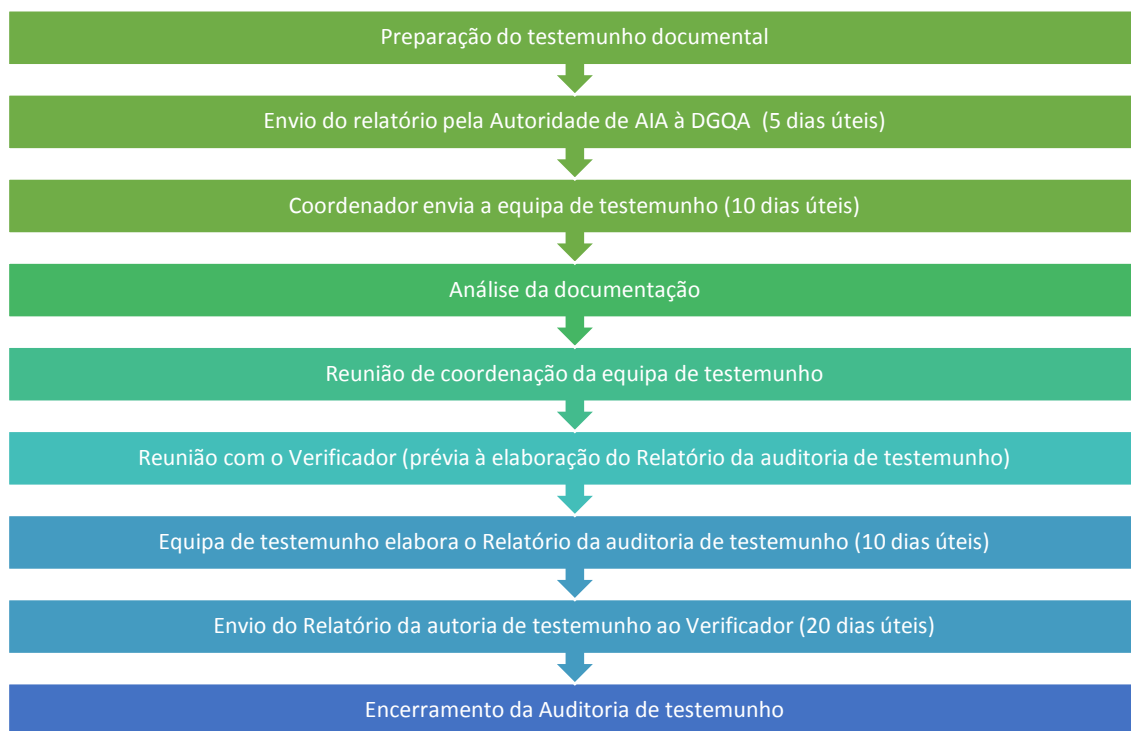 Preparação do testemunho documental
Envio do relatório pela Autoridade de AIA à DGQA (5 dias úteis)
Coordenador envia a equipa de testemunho (10 dias úteis)
Análise da documentação
Reunião de coordenação da equipa de testemunho
Reunião com o Verificador (prévia à elaboração do Relatório da auditoria de testemunho)
Equipa de testemunho elabora o Relatório da auditoria de testemunho (10 dias úteis)
Envio do Relatório da autoria de testemunho ao Verificador (20 dias úteis)
Encerramento da Auditoria de testemunho